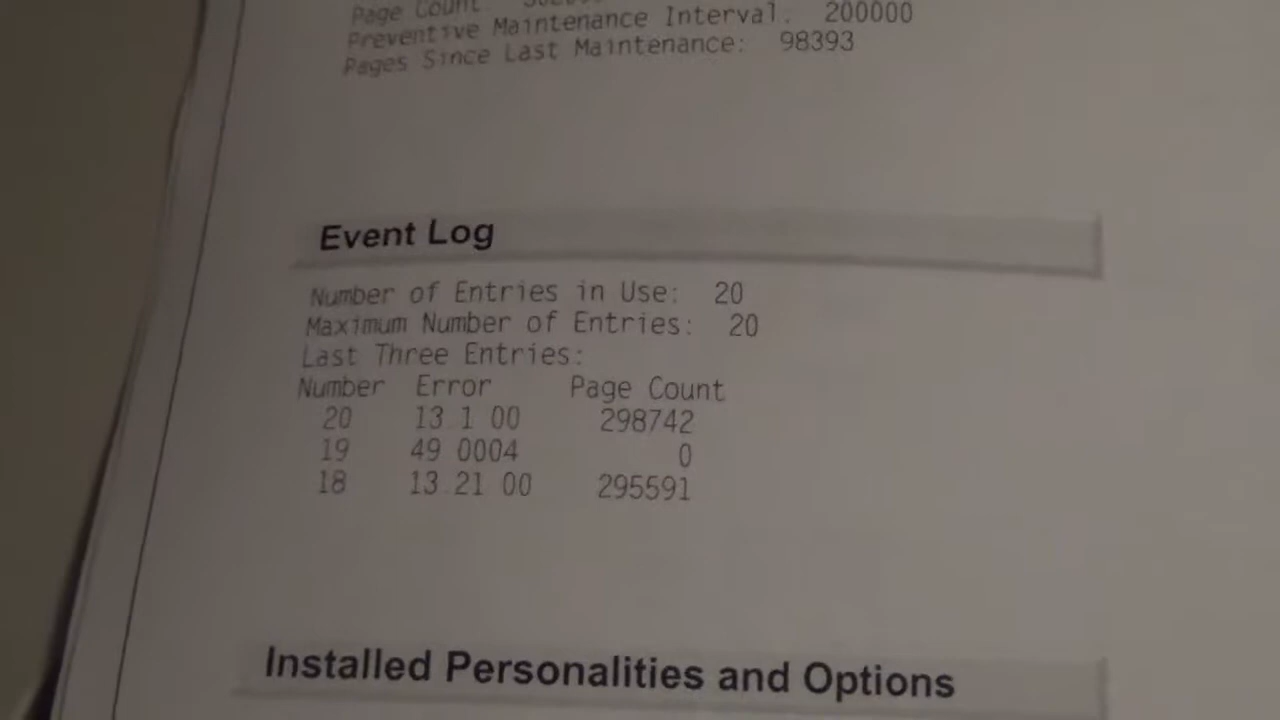 Page Count
Preventive Maintenance Interval: 200000
Pages Since Last Maintenance: 98393
Event Log
Number of Entries in Use: 20
Maximum Number of Entries: 20
Last Three Entries:
Number Error Page Count
20 13 1 00 298742
19 49 0004 0
18 13 21 00 295591
Installed Personalities and Options